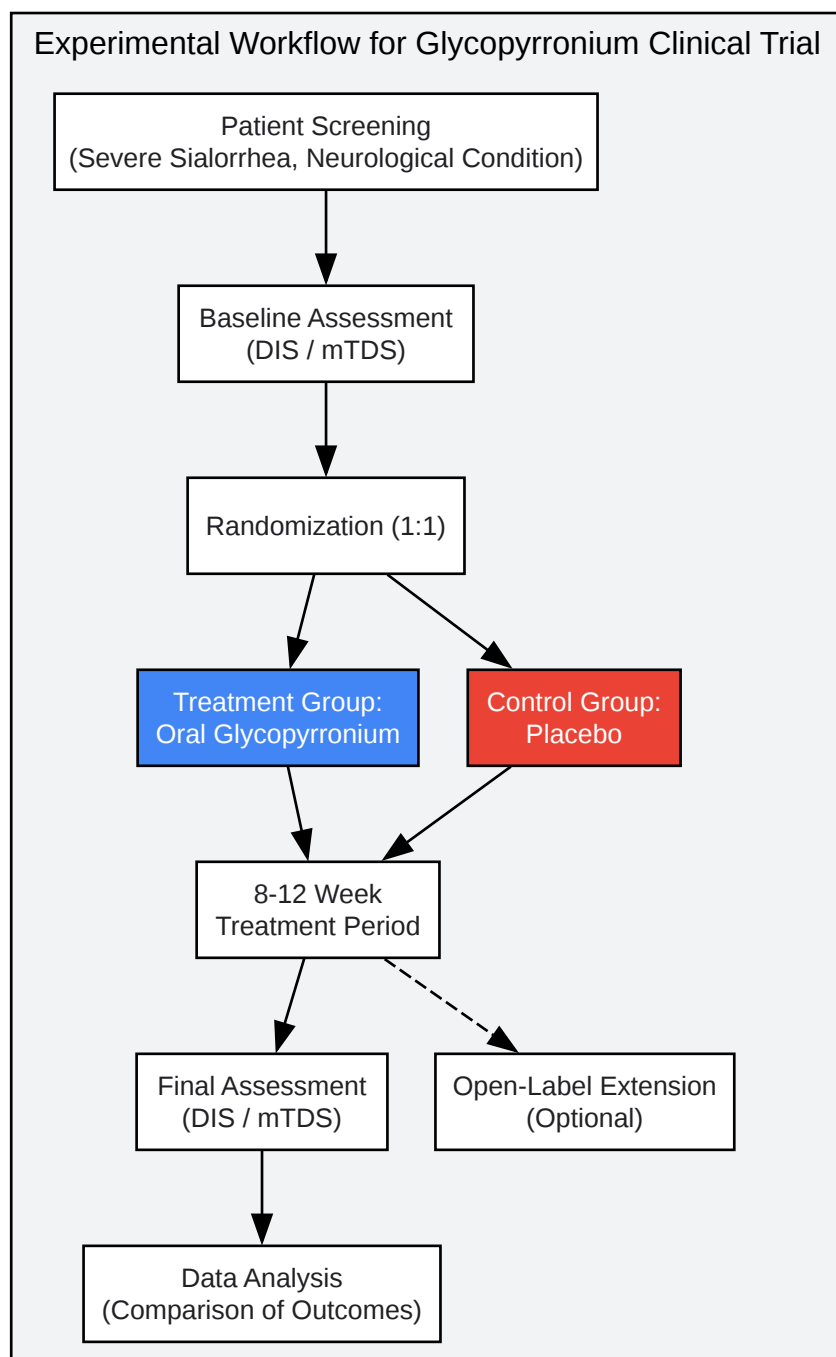 Experimental Workflow for Glycopyrronium Clinical Trial
Patient Screening
(Severe Sialorrhea, Neurological Condition)
Baseline Assessment
(DIS / mTDS)
Randomization (1:1)
Treatment Group:
Oral Glycopyrronium
Control Group:
Placebo
8-12 Week
Treatment Period
Final Assessment
(DIS / mTDS)
Open-Label Extension
(Optional)
Data Analysis
(Comparison of Outcomes)